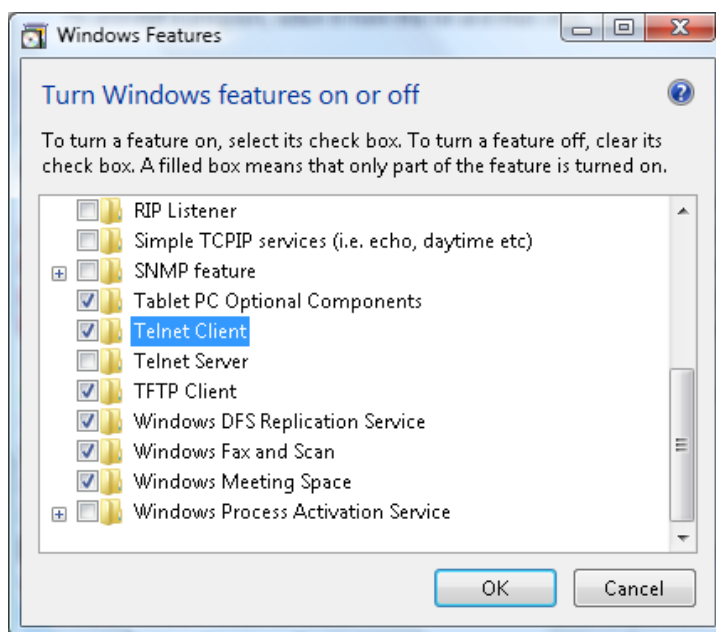 Windows Features
Turn Windows features on or off
To turn a feature on, select its check box. To turn a feature off, clear its
check box. A filled box means that only part of the feature is turned on.
RIP Listener
Simple TCPIP services (i.e. echo, daytime etc)
SNMP feature
Tablet PC Optional Components
Telnet Client
Telnet Server
TFTP Client
Windows DFS Replication Service
Windows Fax and Scan
Windows Meeting Space
Windows Process Activation Service
OK
Cancel